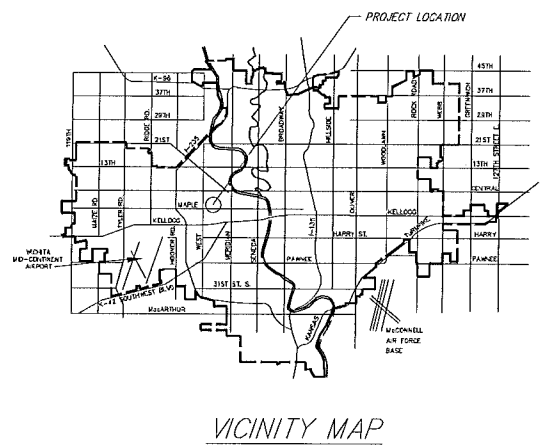 PROJECT LOCATION
K-96
45TH
37TH
37TH
29TH
29TH
21ST
21ST
13TH
13TH
CENTRAL
119TH
RIDGE RD.
I-235
BROADWAY
HILLSIDE
WOODLAWN
ROCK ROAD
WEBB
GREENWICH
127TH STREET E.
MAIZE RD
TYLER RD
MAPLE
OLIVER
KELLOGG
KELLOGG
HOOVER RD.
WEST
MERIDIAN
SENECA
I-135
HARRY ST.
HARRY
TURNPIKE
PAWNEE
PAWNEE
WICHITA
MID-CONTINENT
AIRPORT
K-42 SOUTHWEST BLVD
31ST ST. S.
MacARTHUR
KANSAS
McCONNELL
AIR FORCE
BASE
VICINITY MAP